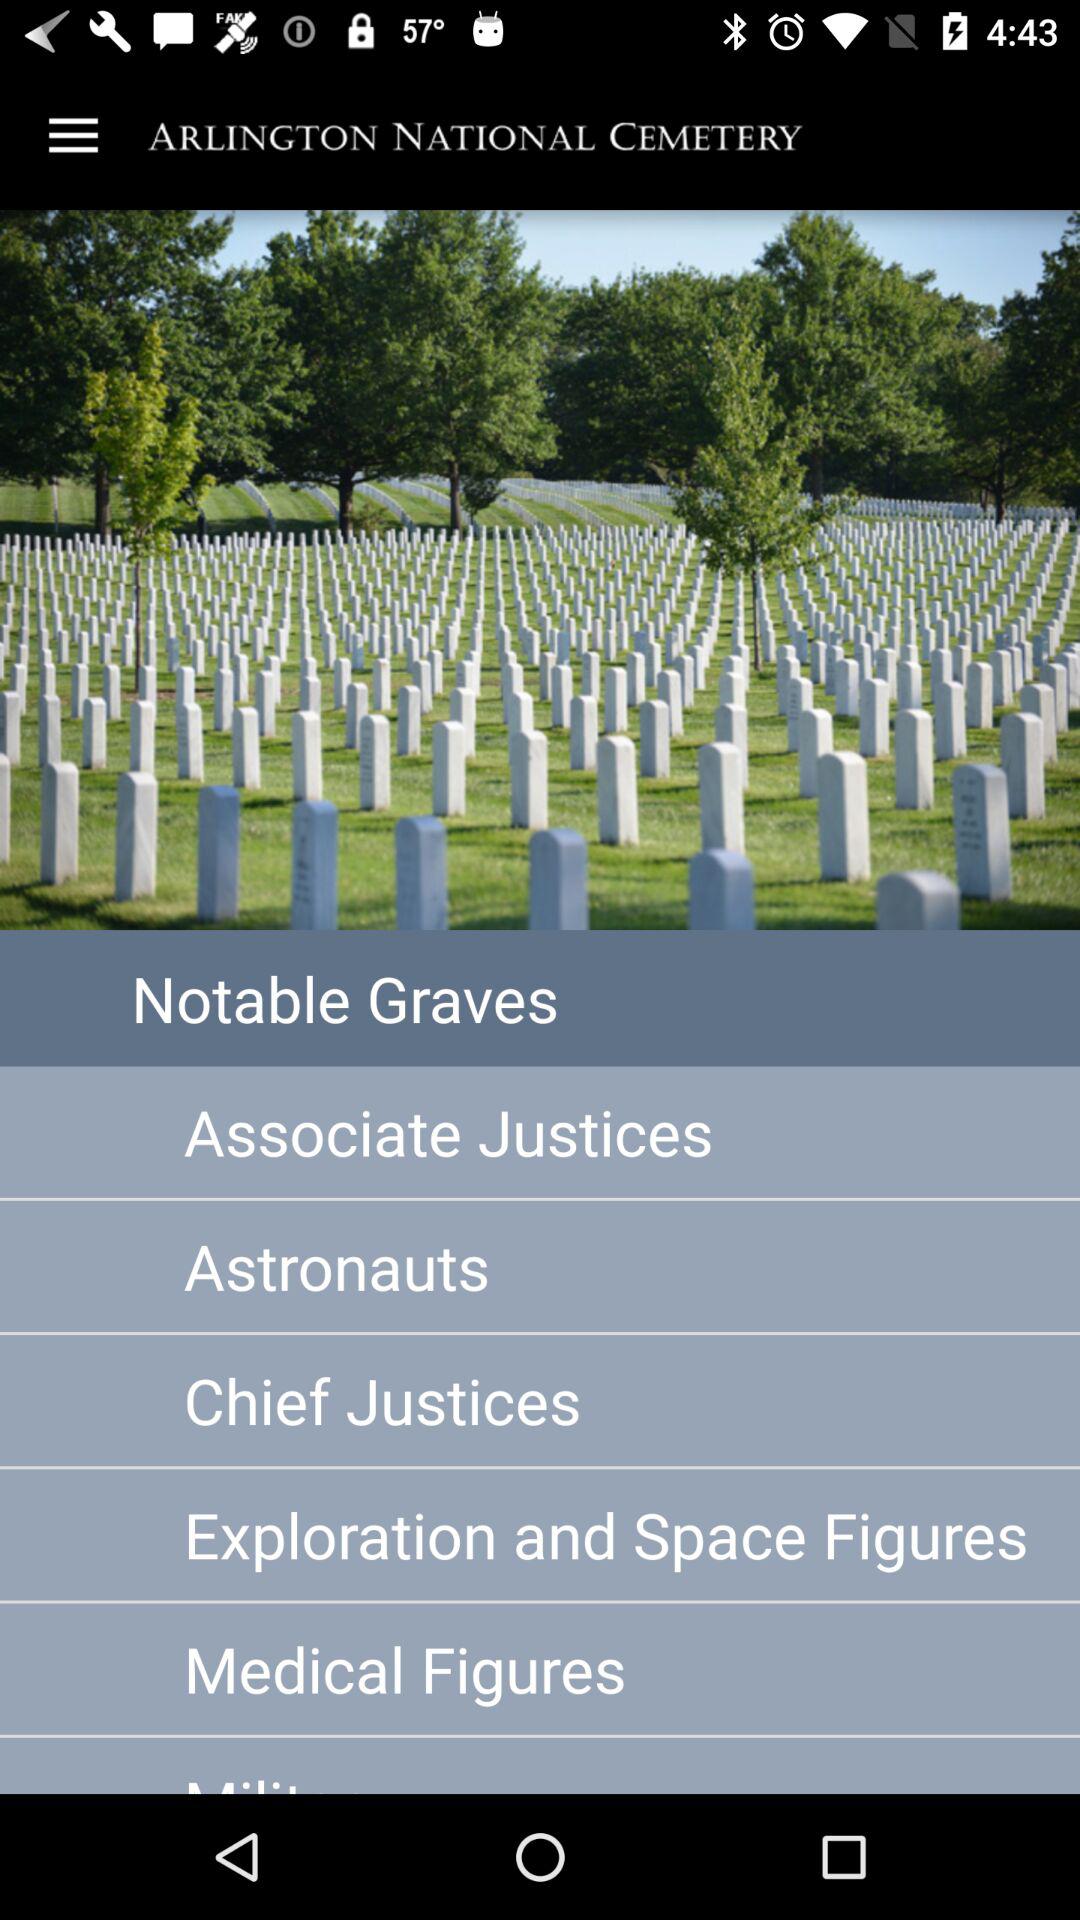 FAKE 57° 4:43
ARLINGTON NATIONAL CEMETERY
Notable Graves
Associate Justices
Astronauts
Chief Justices
Exploration and Space Figures
Medical Figures